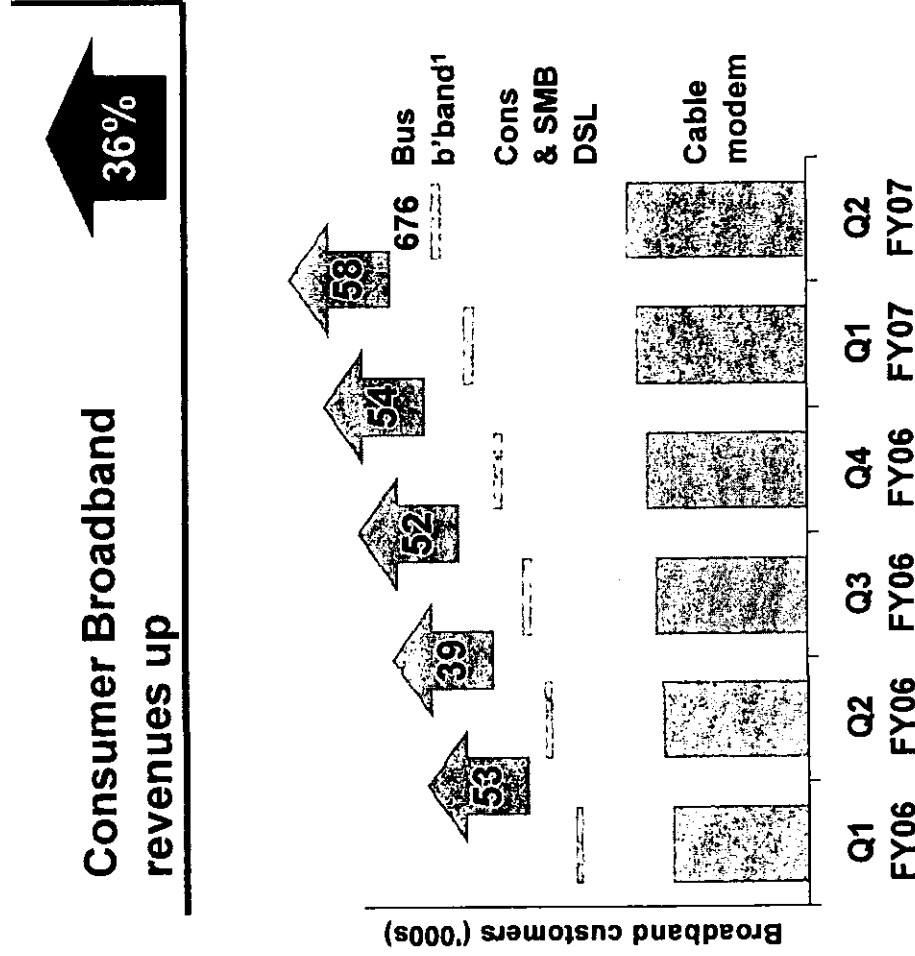 Consumer Broadband
revenues up
36%
Broadband customers ('000s)
53
39
52
54
58
676
Bus
b'band¹
Cons
& SMB
DSL
Cable
modem
Q1
FY06
Q2
FY06
Q3
FY06
Q4
FY06
Q1
FY07
Q2
FY07